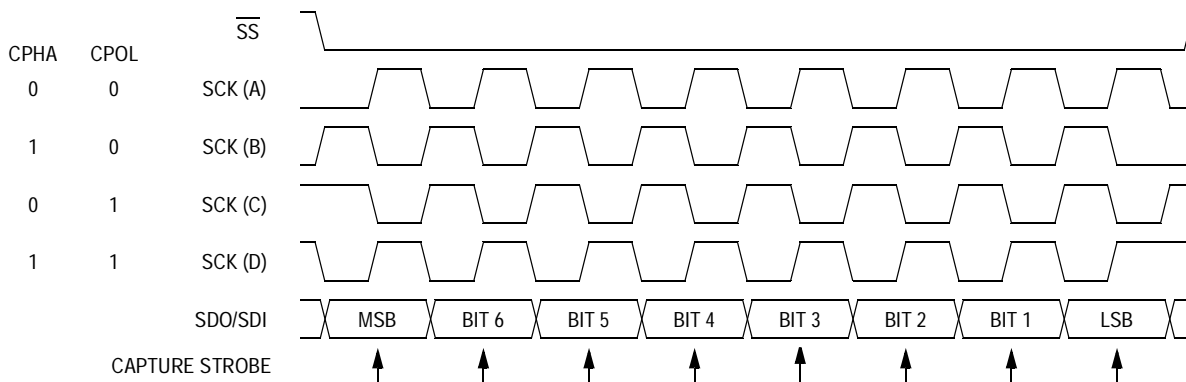 SS
CPHA CPOL
0 0 SCK (A)
1 0 SCK (B)
0 1 SCK (C)
1 1 SCK (D)
SDO/SDI MSB BIT 6 BIT 5 BIT 4 BIT 3 BIT 2 BIT 1 LSB
CAPTURE STROBE